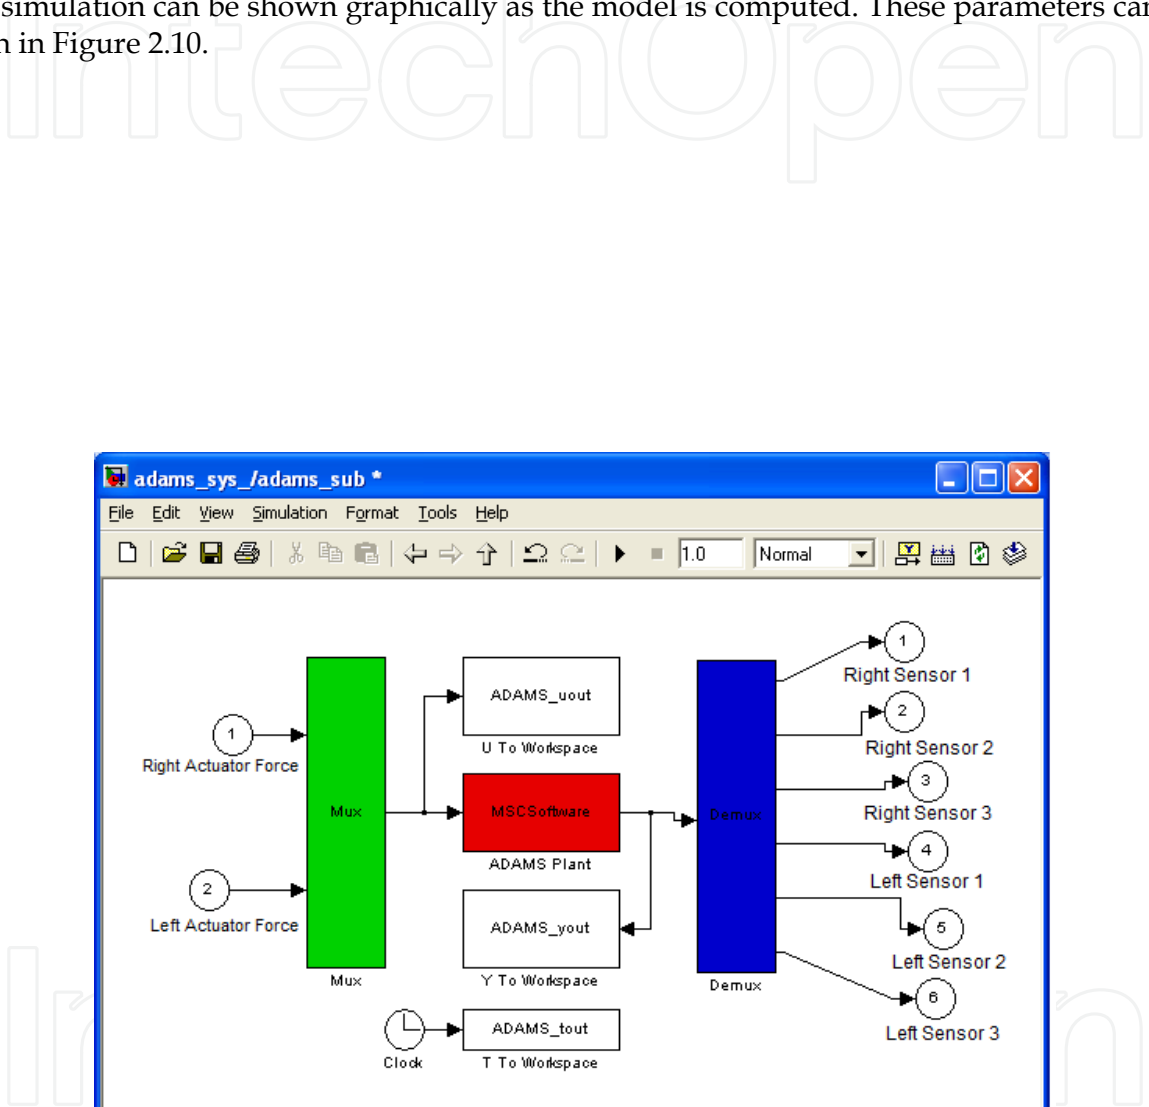 simulation can be shown graphically as the model is computed. These parameters can
n in Figure 2.10.
IntechOpen
adams_sys_/adams_sub *
File Edit View Simulation Format Tools Help
1.0 Normal
1
Right Sensor 1
ADAMS_uout
2
1
U To Workspace
Right Sensor 2
Right Actuator Force
3
Mux
MSCSoftware
Demux
Right Sensor 3
4
ADAMS Plant
Left Sensor 1
2
Left Actuator Force
ADAMS_yout
5
Left Sensor 2
Mux
Y To Workspace
Demux
6
ADAMS_tout
Left Sensor 3
Clock
T To Workspace